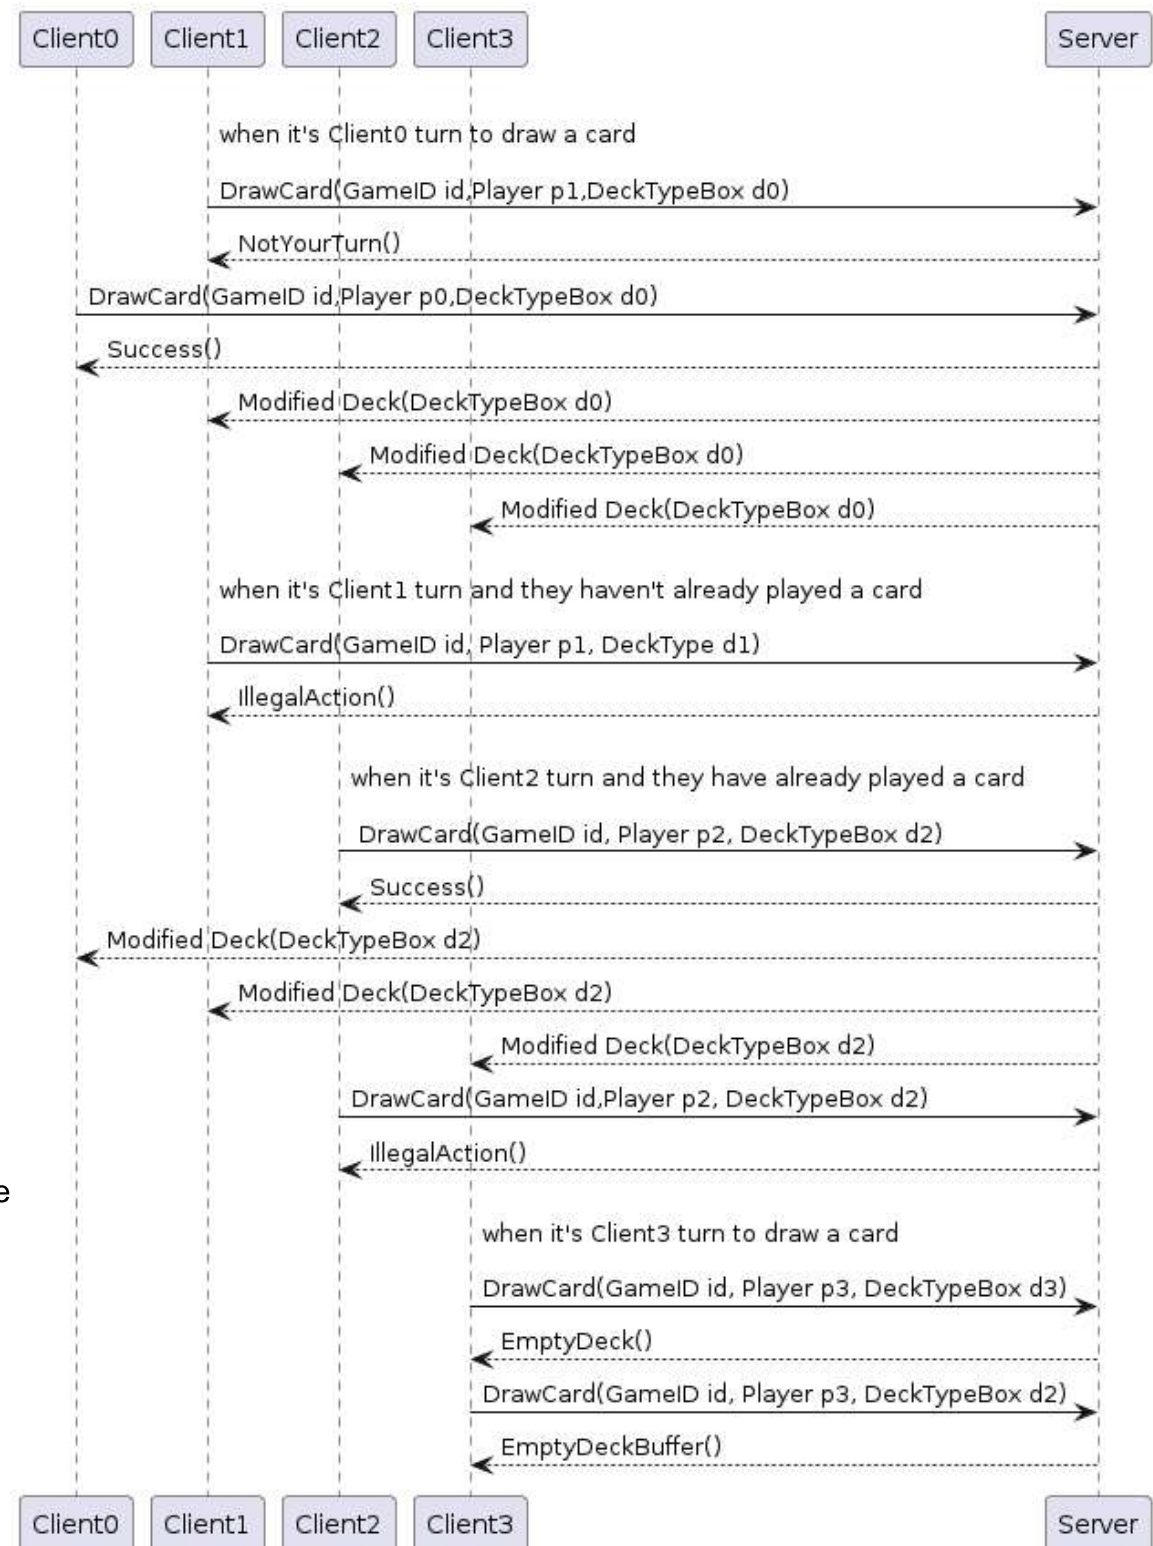 Client0 Client1 Client2 Client3 Server
when it's Client0 turn to draw a card
DrawCard(GameID id,Player p1,DeckTypeBox d0)
NotYourTurn()
DrawCard(GameID id,Player p0,DeckTypeBox d0)
Success()
Modified Deck(DeckTypeBox d0)
Modified Deck(DeckTypeBox d0)
Modified Deck(DeckTypeBox d0)
when it's Client1 turn and they haven't already played a card
DrawCard(GameID id, Player p1, DeckType d1)
IllegalAction()
when it's Client2 turn and they have already played a card
DrawCard(GameID id, Player p2, DeckTypeBox d2)
Success()
Modified Deck(DeckTypeBox d2)
Modified Deck(DeckTypeBox d2)
Modified Deck(DeckTypeBox d2)
DrawCard(GameID id,Player p2, DeckTypeBox d2)
IllegalAction()
e
when it's Client3 turn to draw a card
DrawCard(GameID id, Player p3, DeckTypeBox d3)
EmptyDeck()
DrawCard(GameID id, Player p3, DeckTypeBox d2)
EmptyDeckBuffer()
Client0 Client1 Client2 Client3 Server